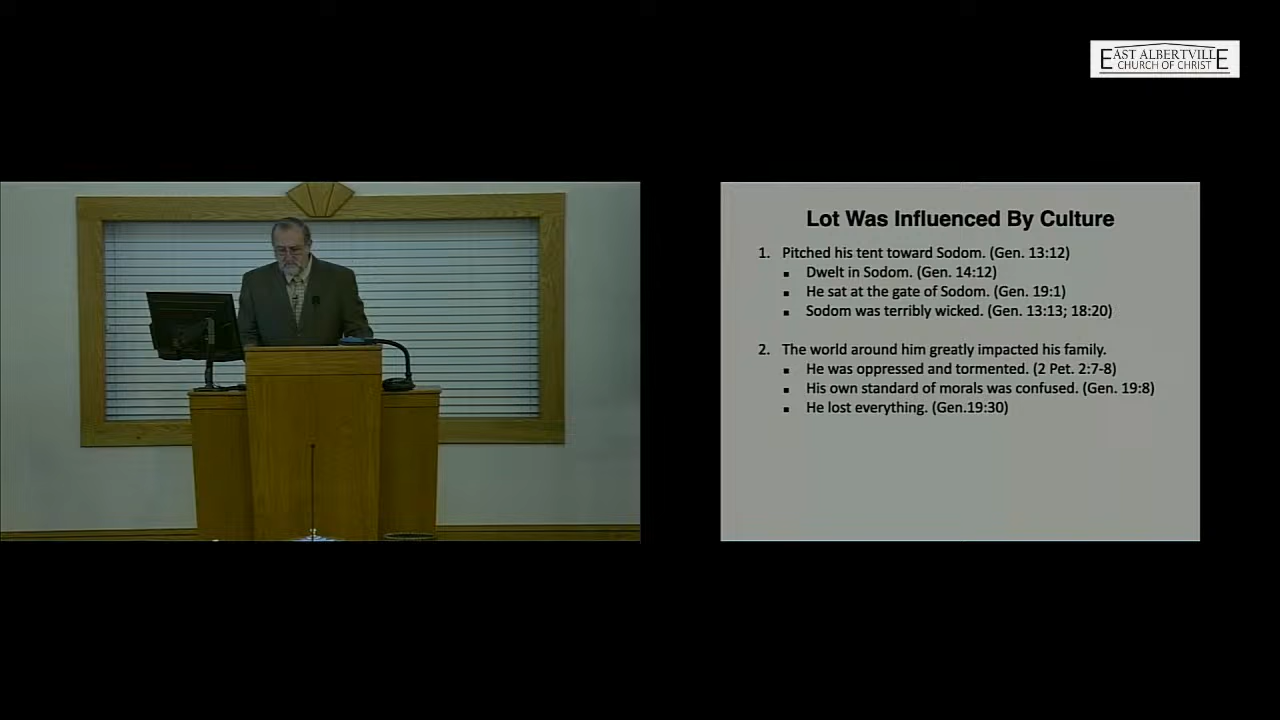 EAST ALBERTVILLE
CHURCH OF CHRIST
Lot Was Influenced By Culture
1. Pitched his tent toward Sodom. (Gen. 13:12)
▪ Dwelt in Sodom. (Gen. 14:12)
▪ He sat at the gate of Sodom. (Gen. 19:1)
▪ Sodom was terribly wicked. (Gen. 13:13; 18:20)
2. The world around him greatly impacted his family.
▪ He was oppressed and tormented. (2 Pet. 2:7-8)
▪ His own standard of morals was confused. (Gen. 19:8)
▪ He lost everything. (Gen.19:30)